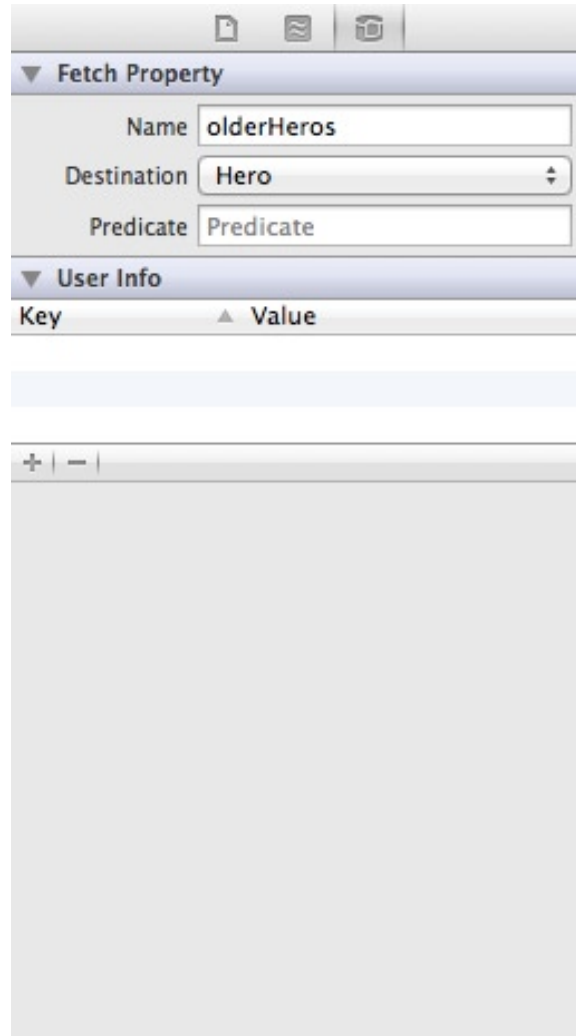 Fetch Property
Name olderHeros
Destination Hero
Predicate Predicate
User Info
Key Value